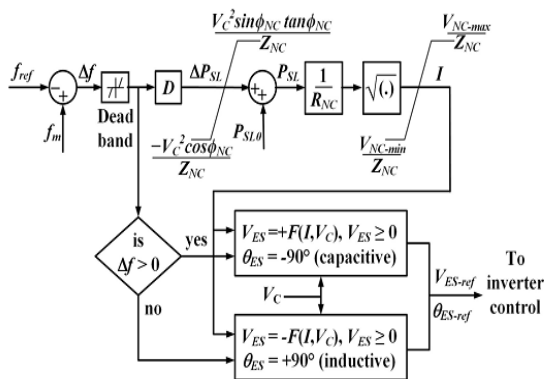 V_C^2 sinφ_NC tanφ_NC
Z_NC
V_NC-max
Z_NC
f_ref
Δf
D
ΔP_SL
P_SL
1
R_NC
√(.)
I
−
+
+
+
f_m
Dead
band
−V_C^2 cosφ_NC
Z_NC
P_SL0
V_NC-min
Z_NC
is
Δf > 0
yes
no
V_ES =+F(I,V_C), V_ES ≥ 0
θ_ES = -90° (capacitive)
V_C
V_ES = -F(I,V_C), V_ES ≥ 0
θ_ES = +90° (inductive)
V_ES-ref
θ_ES-ref
To
inverter
control